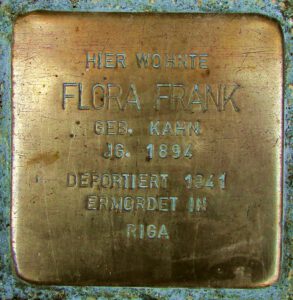 HIER WOHNTE
FLORA FRANK
GEB. KAHN
JG. 1894
DEPORTIERT 1941
ERMORDET IN
RIGA